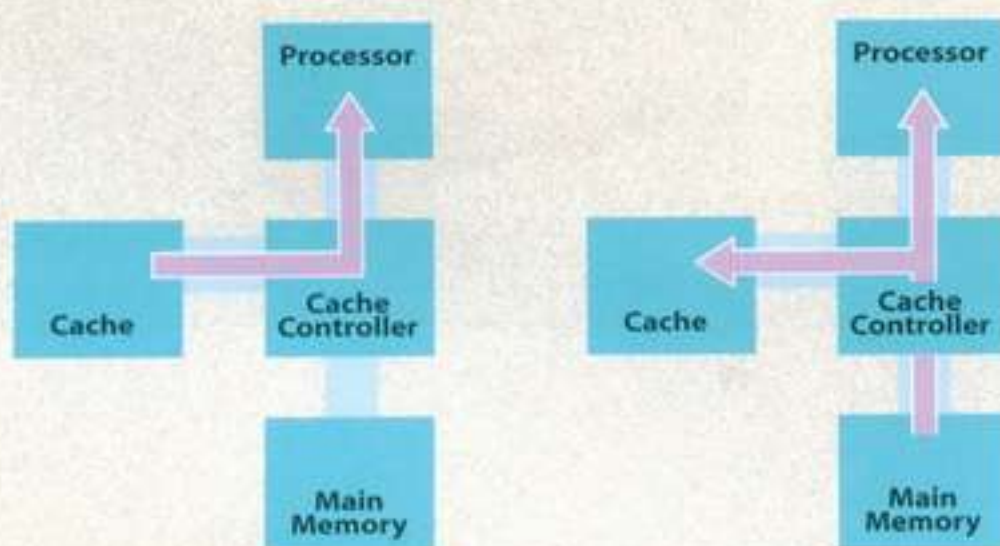 Processor
Cache
Cache
Controller
Main
Memory
Processor
Cache
Cache
Controller
Main
Memory